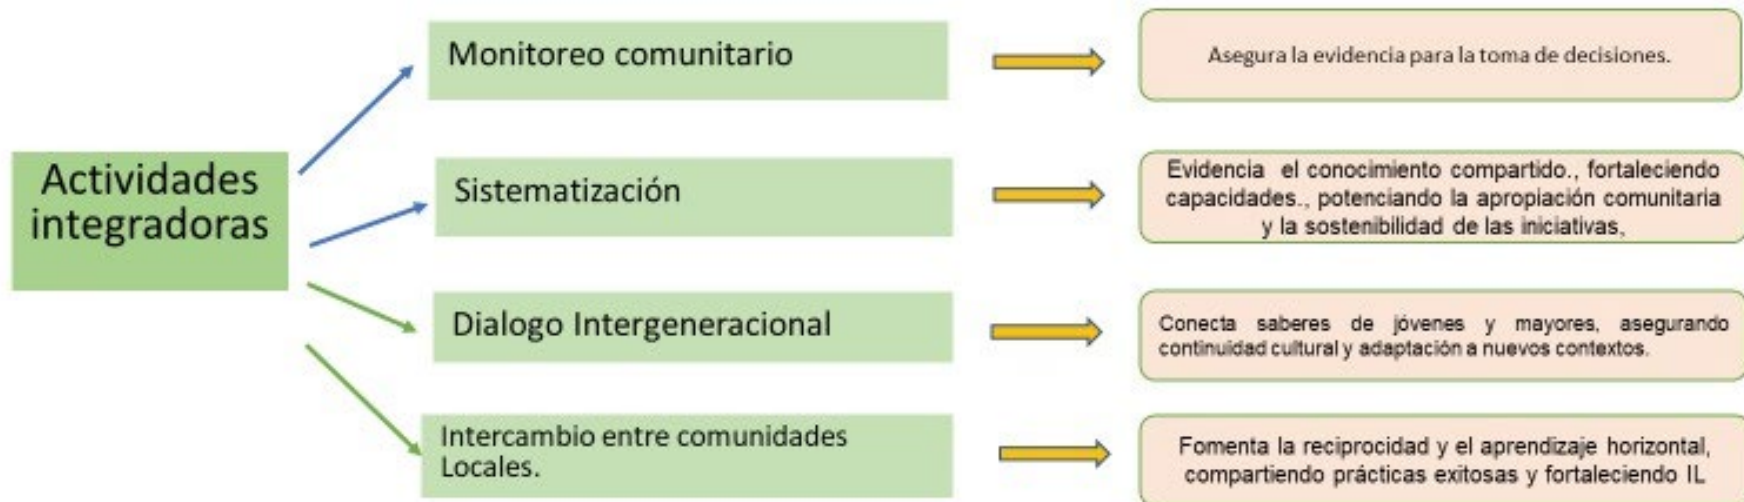 Actividades
integradoras
Monitoreo comunitario
Asegura la evidencia para la toma de decisiones.
Sistematización
Evidencia el conocimiento compartido., fortaleciendo
capacidades., potenciando la apropiación comunitaria
y la sostenibilidad de las iniciativas,
Dialogo Intergeneracional
Conecta saberes de jóvenes y mayores, asegurando
continuidad cultural y adaptación a nuevos contextos.
Intercambio entre comunidades
Locales.
Fomenta la reciprocidad y el aprendizaje horizontal,
compartiendo prácticas exitosas y fortaleciendo IL